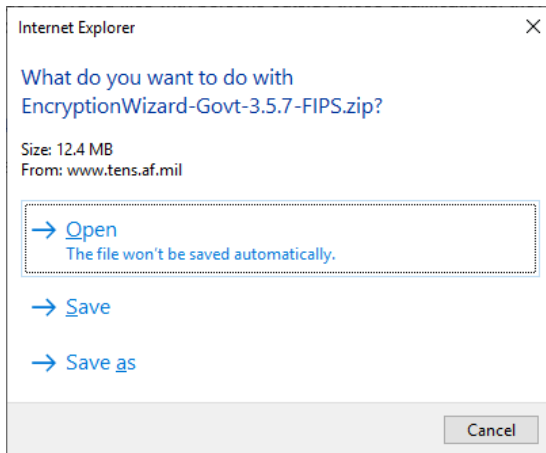 Internet Explorer
What do you want to do with
EncryptionWizard-Govt-3.5.7-FIPS.zip?
Size: 12.4 MB
From: www.tens.af.mil
Open
The file won't be saved automatically.
Save
Save as
Cancel